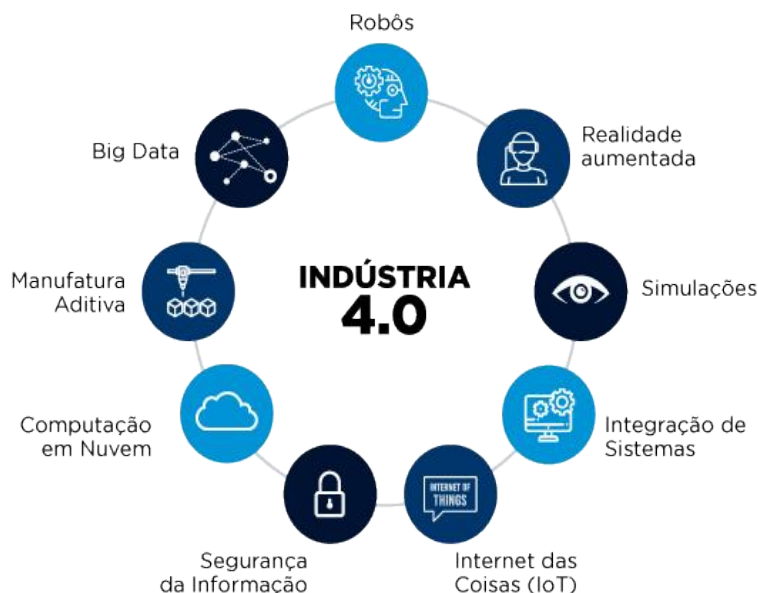 Robôs
Realidade
aumentada
Simulações
Integração de
Sistemas
INTERNET OF
THINGS
Internet das
Coisas (IoT)
Segurança
da Informação
Computação
em Nuvem
Manufatura
Aditiva
Big Data
INDÚSTRIA
4.0